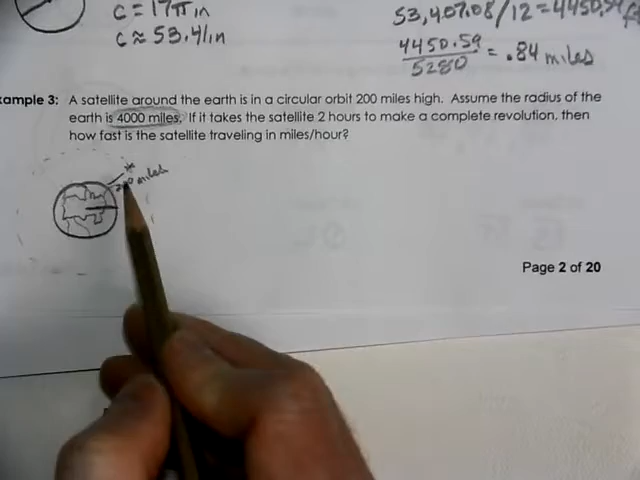 C = 17π in
C ≈ 53.41 in
53,407.08/12 = 4450.59 ft
4450.59
5280
= .84 miles
ample 3: A satellite around the earth is in a circular orbit 200 miles high. Assume the radius of the
earth is 4000 miles. If it takes the satellite 2 hours to make a complete revolution, then
how fast is the satellite traveling in miles/hour?
200 miles
Page 2 of 20